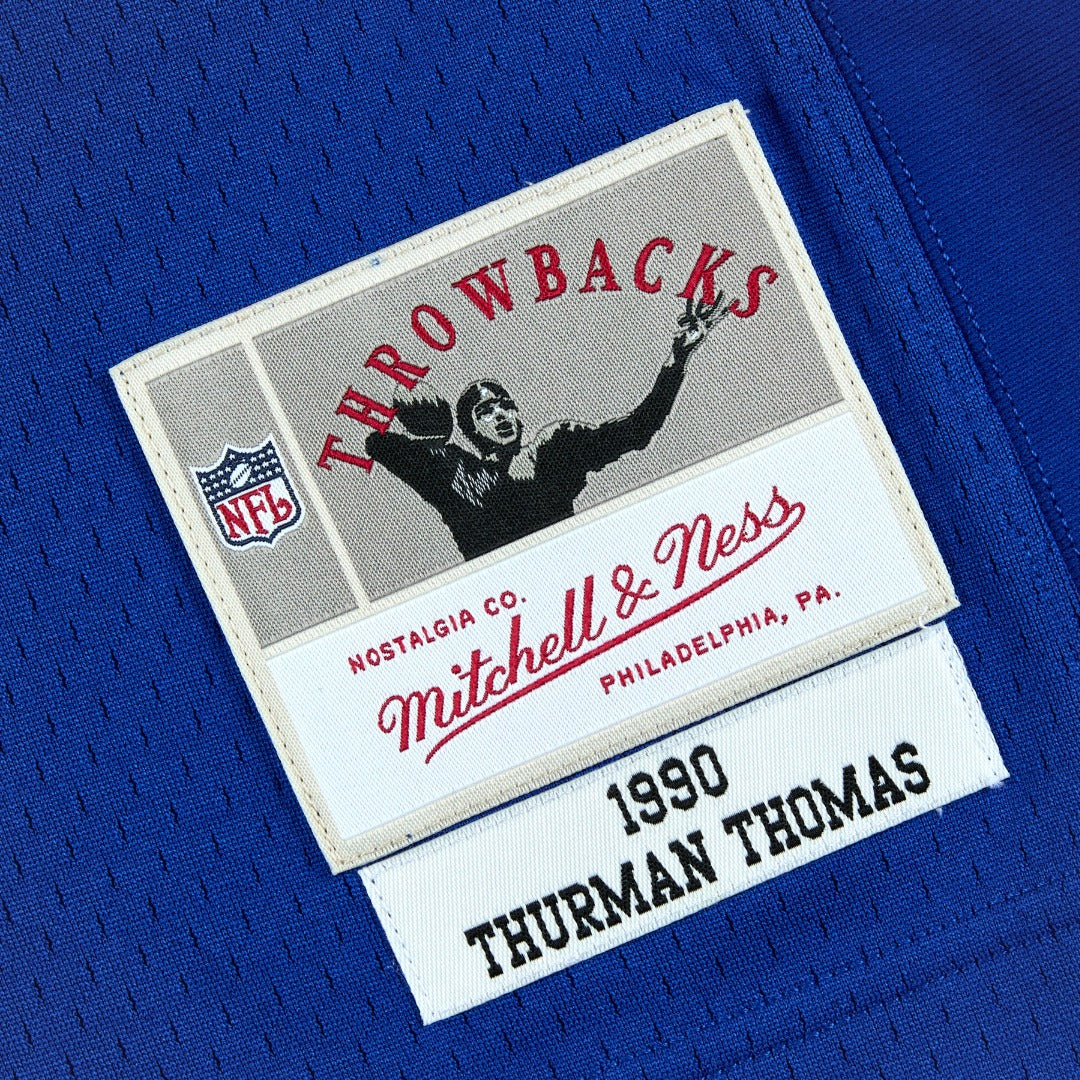 THROWBACKS
NFL
NOSTALGIA CO.
Mitchell & Ness
PHILADELPHIA, PA.
1990
THURMAN THOMAS